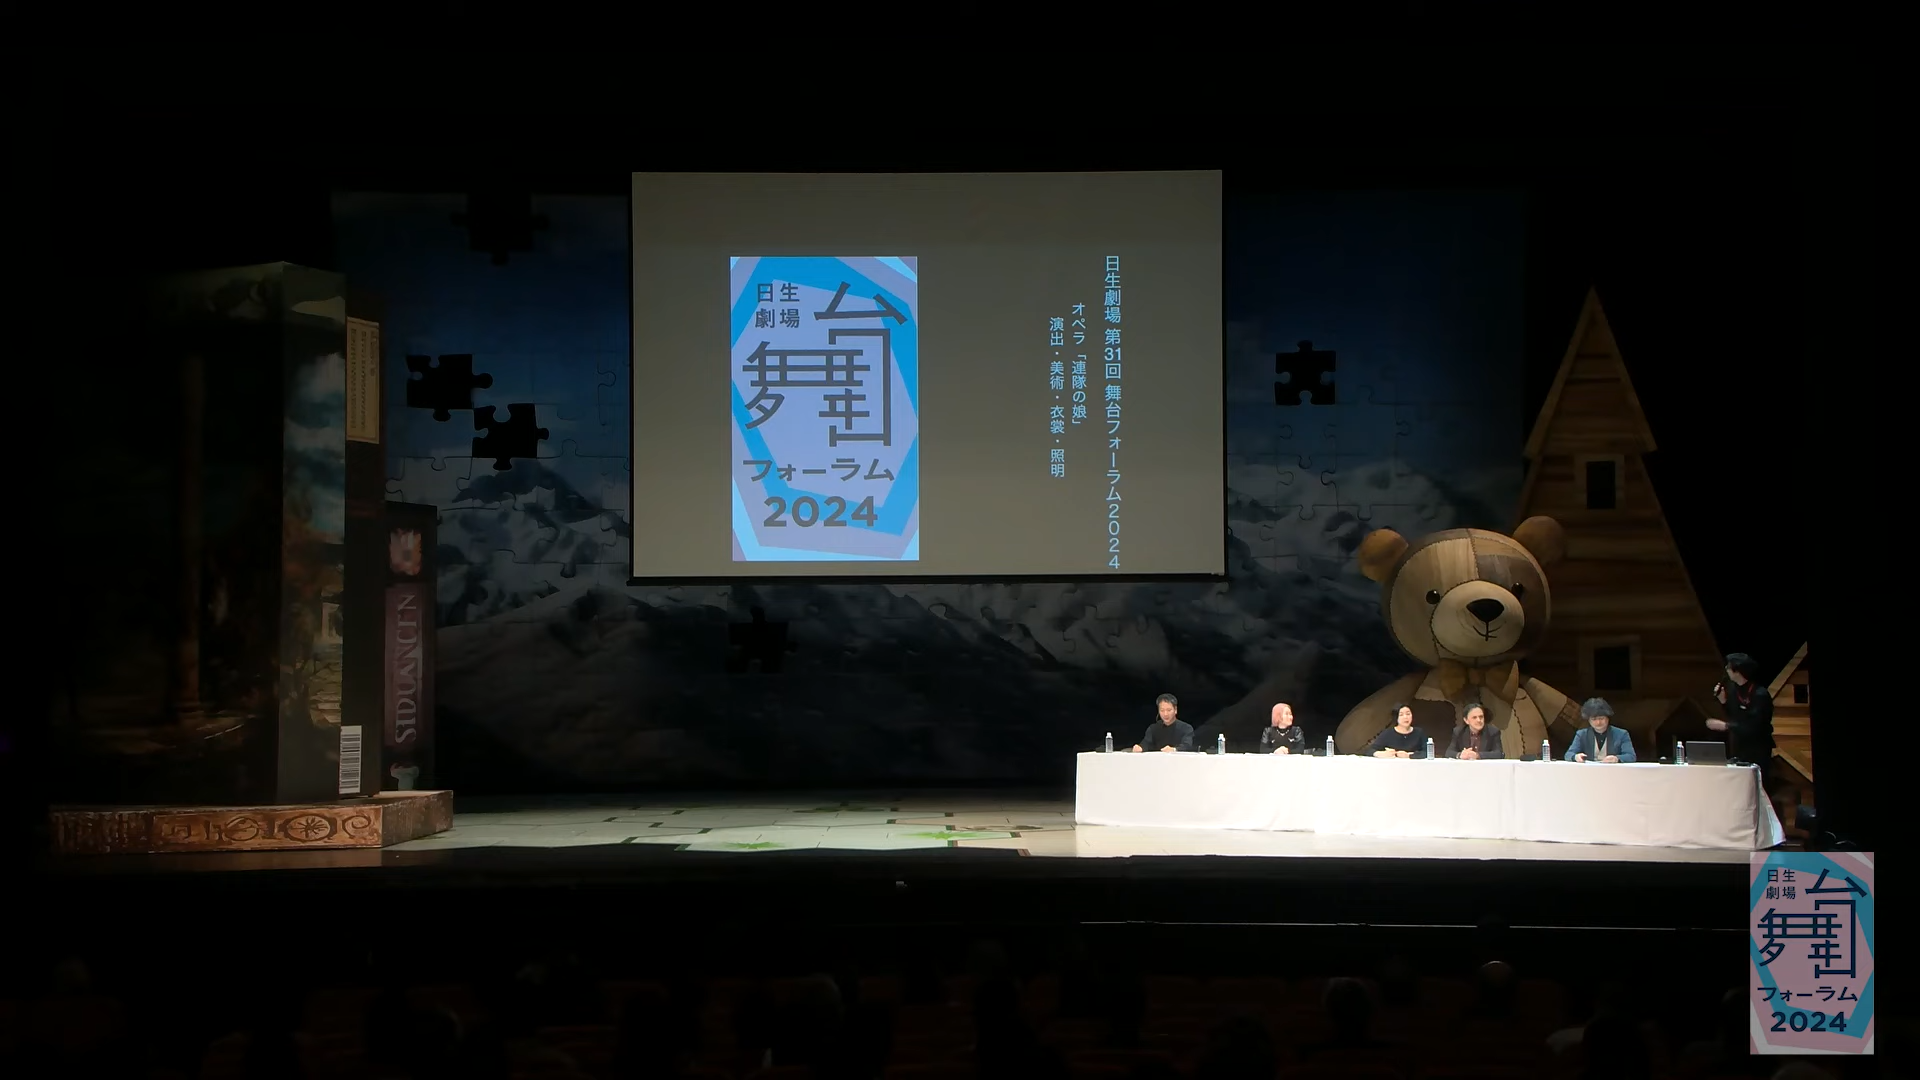 日生
劇場
舞台
フォーラム
2024
日生劇場 第31回 舞台フォーラム2024
オペラ「連隊の娘」
演出・美術・衣裳・照明
日生
劇場
舞台
フォーラム
2024